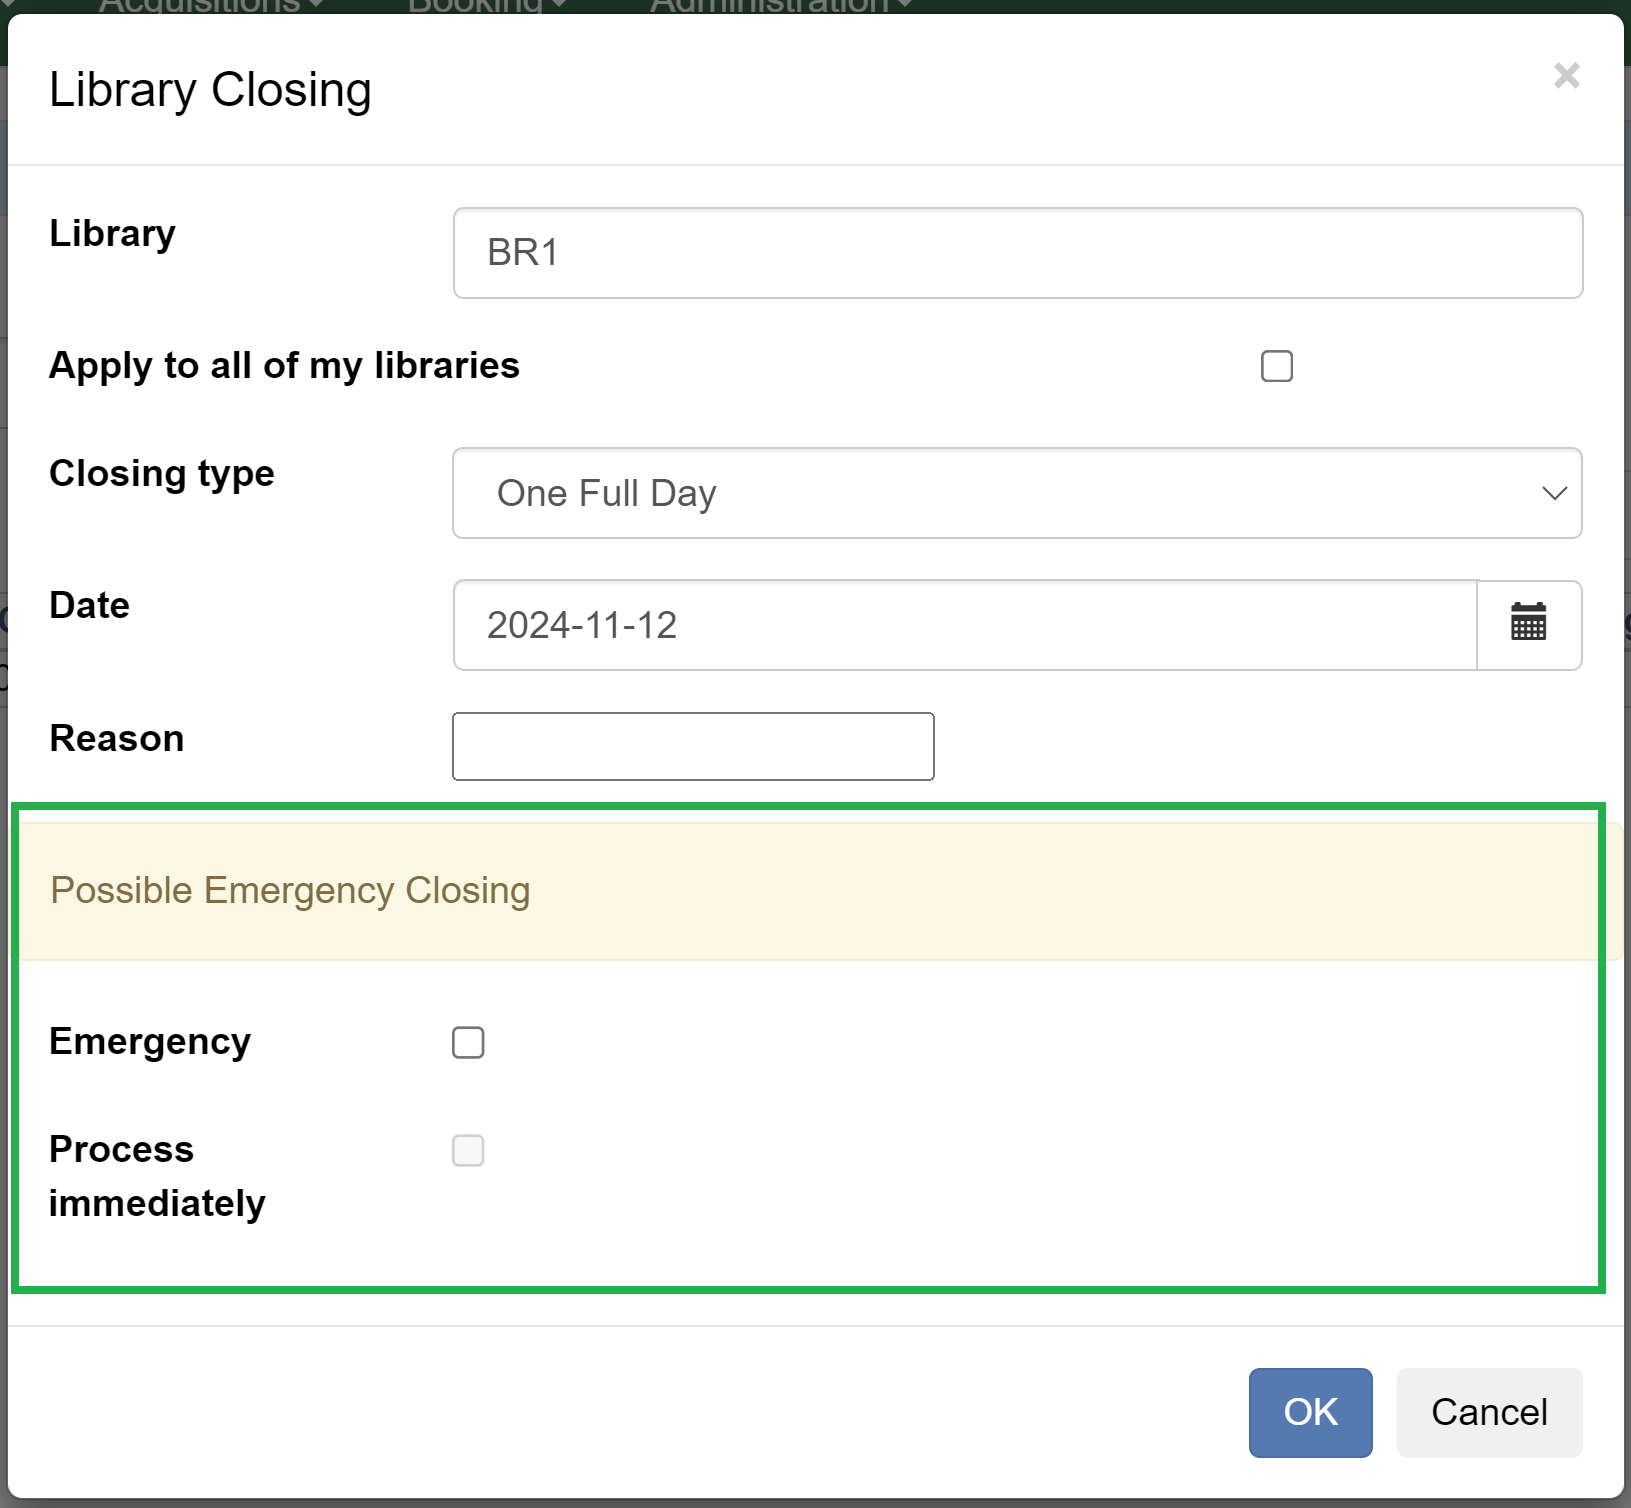 Acquisitions Booking Administration
Library Closing
×
Library
BR1
Apply to all of my libraries
Closing type
One Full Day
Date
2024-11-12
Reason
Possible Emergency Closing
Emergency
Process
immediately
OK
Cancel